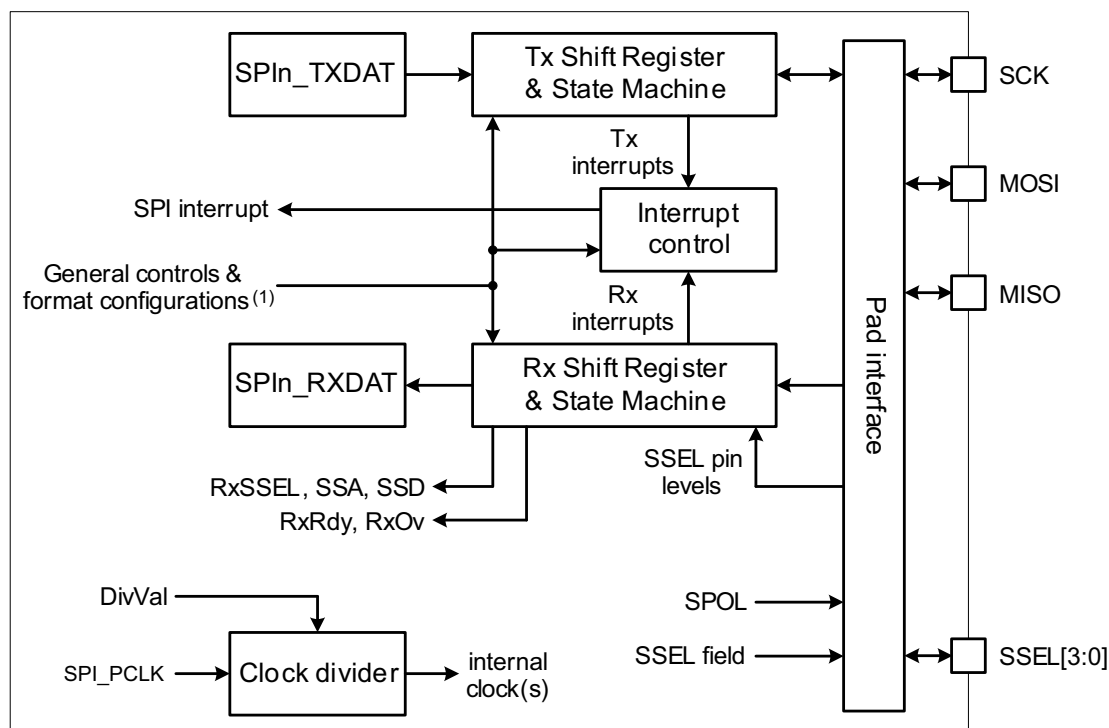 SPIn_TXDAT
Tx Shift Register
& State Machine
SCK
Tx
interrupts
MOSI
SPI interrupt
Interrupt
control
General controls &
format configurations (1)
Rx
interrupts
MISO
Pad interface
SPIn_RXDAT
Rx Shift Register
& State Machine
SSEL pin
levels
RxSSEL, SSA, SSD
RxRdy, RxOv
DivVal
SPOL
SPI_PCLK
Clock divider
internal
clock(s)
SSEL field
SSEL[3:0]